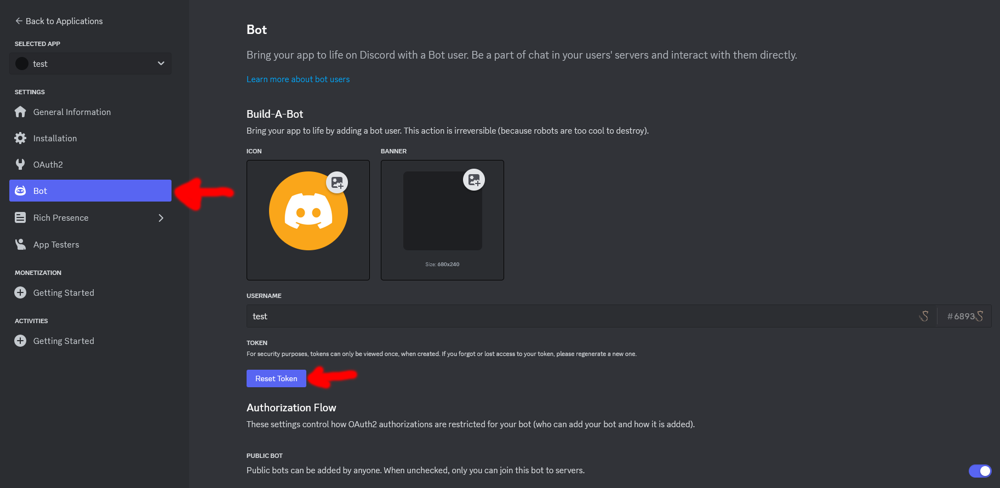 Back to Applications
SELECTED APP
test
SETTINGS
General Information
Installation
OAuth2
Bot
Rich Presence
App Testers
MONETIZATION
Getting Started
ACTIVITIES
Getting Started
Bot
Bring your app to life on Discord with a Bot user. Be a part of chat in your users' servers and interact with them directly.
Learn more about bot users
Build-A-Bot
Bring your app to life by adding a bot user. This action is irreversible (because robots are too cool to destroy).
ICON BANNER
Size: 680x240
USERNAME
test #6893
TOKEN
For security purposes, tokens can only be viewed once, when created. If you forgot or lost access to your token, please regenerate a new one.
Reset Token
Authorization Flow
These settings control how OAuth2 authorizations are restricted for your bot (who can add your bot and how it is added).
PUBLIC BOT
Public bots can be added by anyone. When unchecked, only you can join this bot to servers.